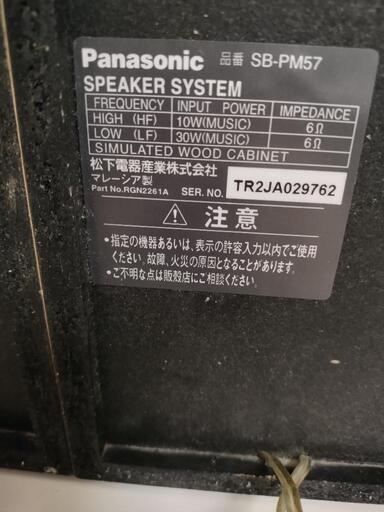 Panasonic 品番 SB-PM57
SPEAKER SYSTEM
FREQUENCY INPUT POWER IMPEDANCE
HIGH (HF) 10W(MUSIC) 6Ω
LOW (LF) 30W(MUSIC) 6Ω
SIMULATED WOOD CABINET
松下電器産業株式会社
マレーシア製
Part No.RGN2261A SER. NO. TR2JA029762
注意
・指定の機器あるいは、表示の許容入力以内でご使用
ください。故障、火災の原因となることがあります。
・ご不明な点は販売店にご相談ください。